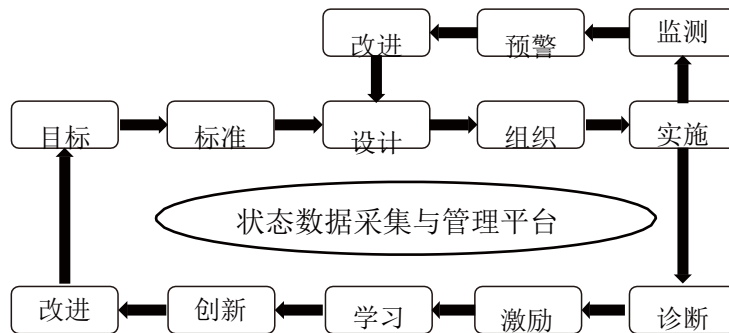 改进
预警
监测
目标
标准
设计
组织
实施
状态数据采集与管理平台
改进
创新
学习
激励
诊断